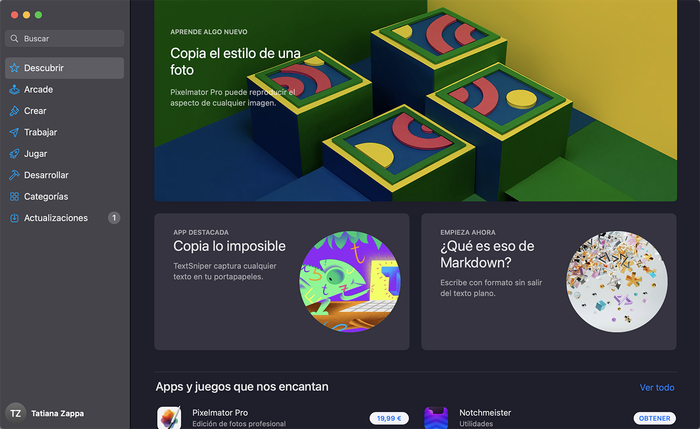 Buscar
Descubrir
Arcade
Crear
Trabajar
Jugar
Desarrollar
Categorías
Actualizaciones
1
TZ
Tatiana Zappa
APRENDE ALGO NUEVO
Copia el estilo de una
foto
Pixelmator Pro puede reproducir el
aspecto de cualquier imagen.
APP DESTACADA
Copia lo imposible
TextSniper captura cualquier
texto en tu portapapeles.
EMPIEZA AHORA
¿Qué es eso de
Markdown?
Escribe con formato sin salir
del texto plano.
Apps y juegos que nos encantan
Ver todo
Pixelmator Pro
Edición de fotos profesional
19,99 €
Notchmeister
Utilidades
OBTENER